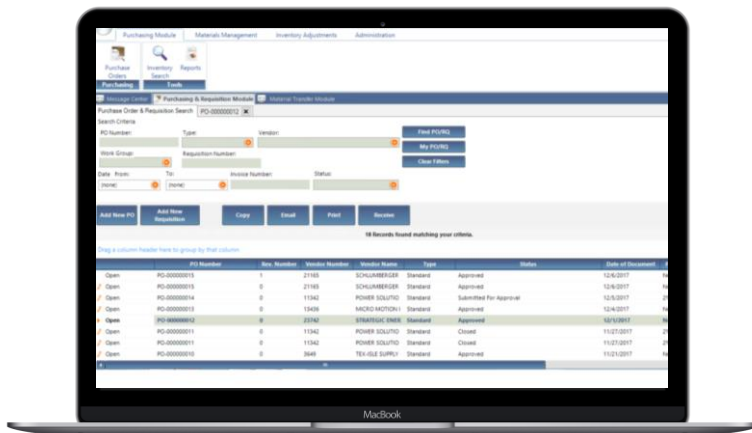 Purchasing Module Materials Management Inventory Adjustments Administration
Purchase Orders
Inventory Search
Reports
Purchasing Tools
Message Center Purchasing & Requisition Module Material Transfer Module
Purchase Order & Requisition Search PO-000000012
Search Criteria
PO Number: Type: Vendor: Find PO/RQ
My PO/RQ
Work Group: Requisition Number: Clear Filters
Date From: To: Invoice Number: Status:
(none) (none)
Add New PO Add New Requisition Copy Email Print Receive
18 Records found matching your criteria.
Drag a column header here to group by that column
PO Number Rev. Number Vendor Number Vendor Name Type Status Date of Document
Open PO-000000015 1 21165 SCHLUMBERGER Standard Approved 12/6/2017
Open PO-000000015 0 21165 SCHLUMBERGER Standard Approved 12/6/2017
Open PO-000000014 0 11342 POWER SOLUTIO Standard Submitted For Approval 12/5/2017
Open PO-000000013 0 13436 MICRO MOTION I Standard Approved 12/4/2017
Open PO-000000012 0 23742 STRATEGIC ENER Standard Approved 12/1/2017
Open PO-000000011 0 11342 POWER SOLUTIO Standard Closed 11/27/2017
Open PO-000000011 0 11342 POWER SOLUTIO Standard Closed 11/27/2017
Open PO-000000010 0 3649 TEX-ISLE SUPPLY Standard Approved 11/21/2017
MacBook